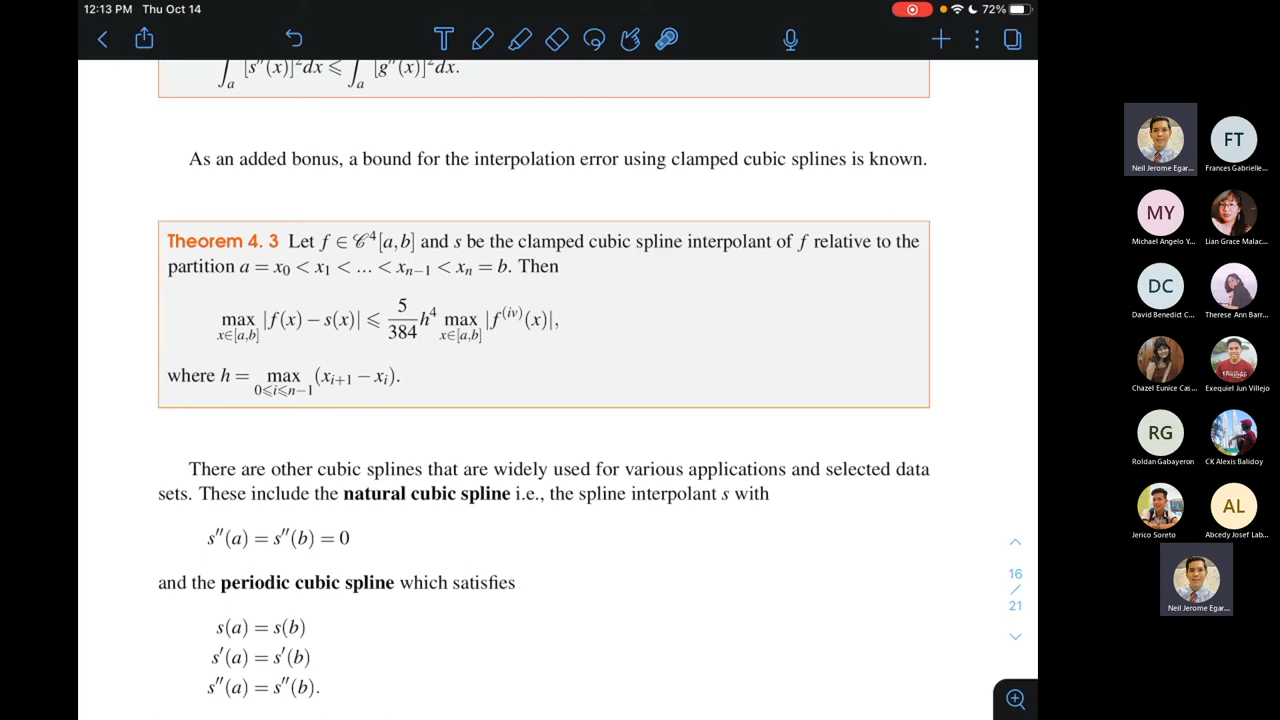 12:13 PM Thu Oct 14
72%
∫ₐ [s″(x)]²dx ⩽ ∫ₐ [g″(x)]²dx.
As an added bonus, a bound for the interpolation error using clamped cubic splines is known.
Theorem 4. 3 Let f ∈ 𝒞⁴[a,b] and s be the clamped cubic spline interpolant of f relative to the
partition a = x₀ < x₁ < ... < xₙ₋₁ < xₙ = b. Then
max_{x∈[a,b]} |f(x) − s(x)| ⩽ 5/384 h⁴ max_{x∈[a,b]} |f^{(iv)}(x)|,
where h = max_{0⩽i⩽n−1} (x_{i+1} − x_i).
There are other cubic splines that are widely used for various applications and selected data
sets. These include the natural cubic spline i.e., the spline interpolant s with
s″(a) = s″(b) = 0
and the periodic cubic spline which satisfies
s(a) = s(b)
s′(a) = s′(b)
s″(a) = s″(b).
16
/
21
Neil Jerome Egar...
FT
Frances Gabrielle...
MY
Michael Angelo Y...
Lian Grace Malac...
DC
David Benedict C...
Therese Ann Barr...
Chazel Eunice Cas...
Exequiel Jun Villejo
RG
Roldan Gabayeron
CK Alexis Balidoy
Jerico Soreto
AL
Abcedy Josef Lab...
Neil Jerome Egar...